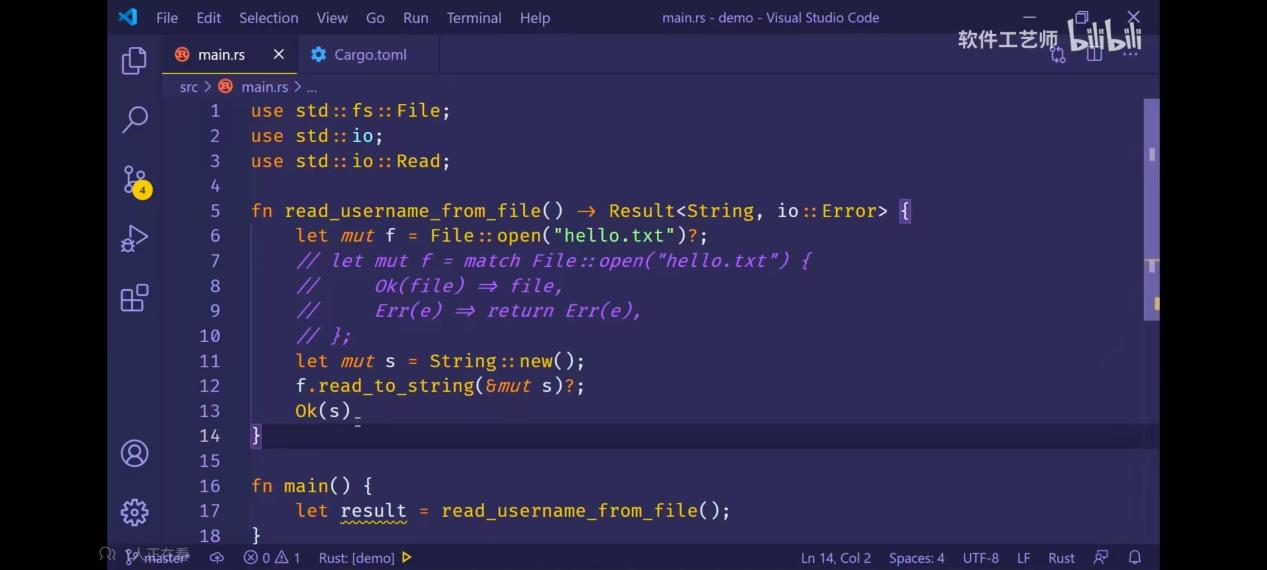 File Edit Selection View Go Run Terminal Help main.rs - demo - Visual Studio Code
软件工艺师 bilibili
main.rs Cargo.toml
src > main.rs > ...
1 use std::fs::File;
2 use std::io;
3 use std::io::Read;
4
5 fn read_username_from_file() -> Result<String, io::Error> {
6 let mut f = File::open("hello.txt")?;
7 // let mut f = match File::open("hello.txt") {
8 // Ok(file) => file,
9 // Err(e) => return Err(e),
10 // };
11 let mut s = String::new();
12 f.read_to_string(&mut s)?;
13 Ok(s)
14 }
15
16 fn main() {
17 let result = read_username_from_file();
18 }
4
master 0 1 Rust: [demo] Ln 14, Col 2 Spaces: 4 UTF-8 LF Rust
人正在看